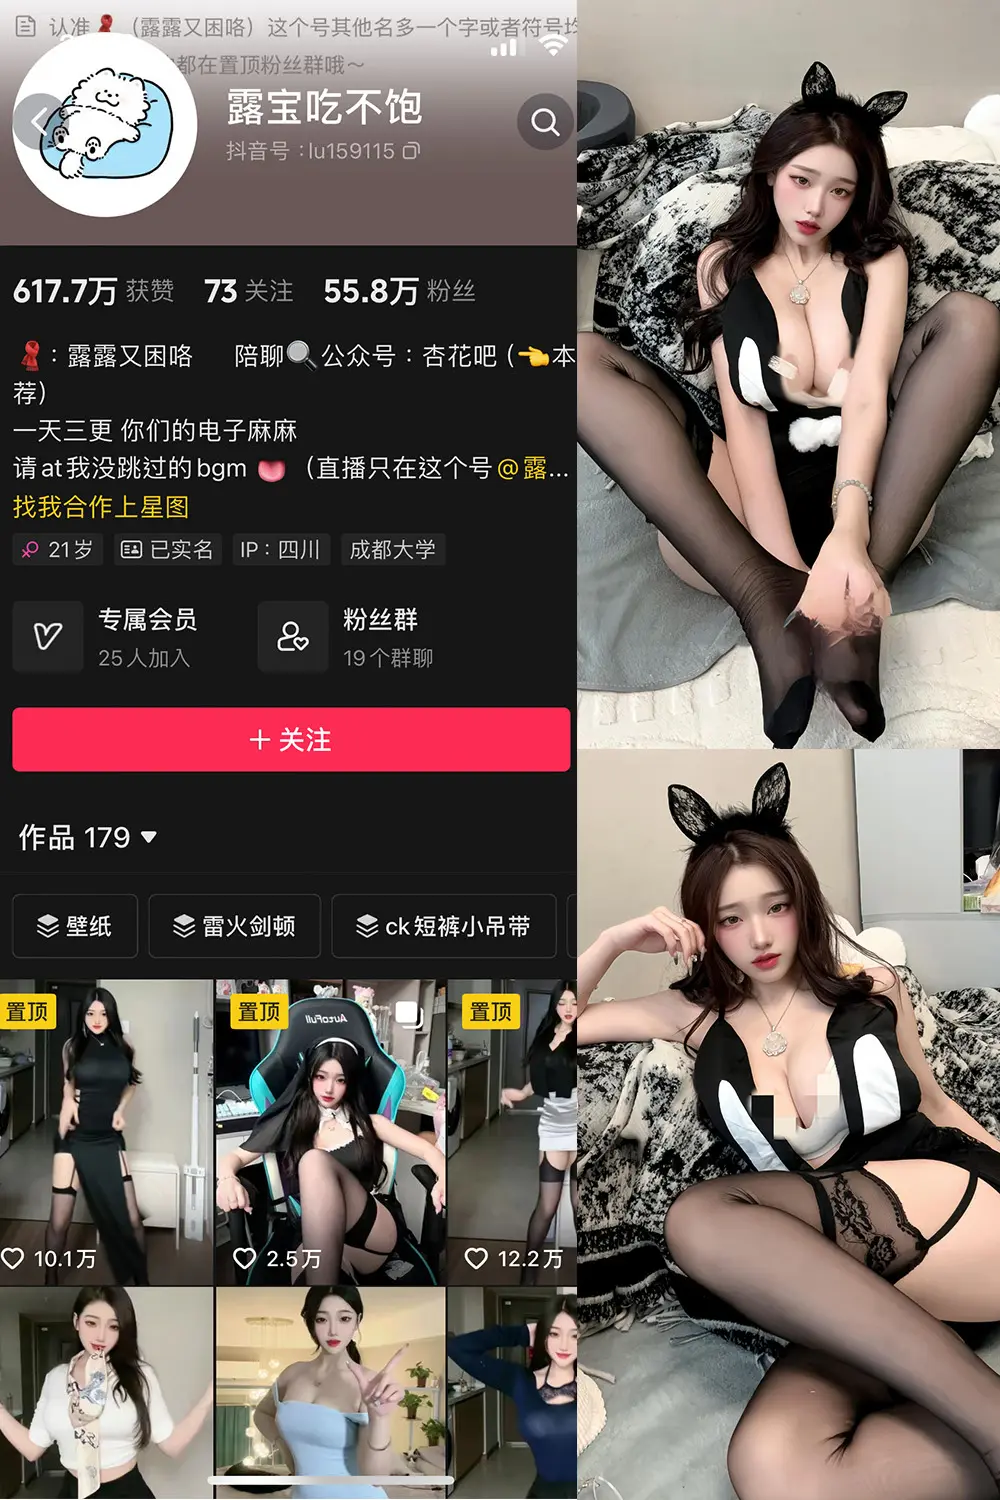 认准🧣（露露又困咯）这个号其他名多一个字或者符号均
都在置顶粉丝群哦～
露宝吃不饱
抖音号：lu159115
617.7万 获赞 73 关注 55.8万 粉丝
🧣：露露又困咯 陪聊🔍公众号：杏花吧（👈本
荐）
一天三更 你们的电子麻麻
请at我没跳过的bgm 👅 （直播只在这个号@露...
找我合作上星图
21岁 已实名 IP：四川 成都大学
专属会员 粉丝群
25人加入 19个群聊
＋关注
作品 179
壁纸 雷火剑顿 ck短裤小吊带
置顶 置顶 置顶
AutoFull
10.1万 2.5万 12.2万